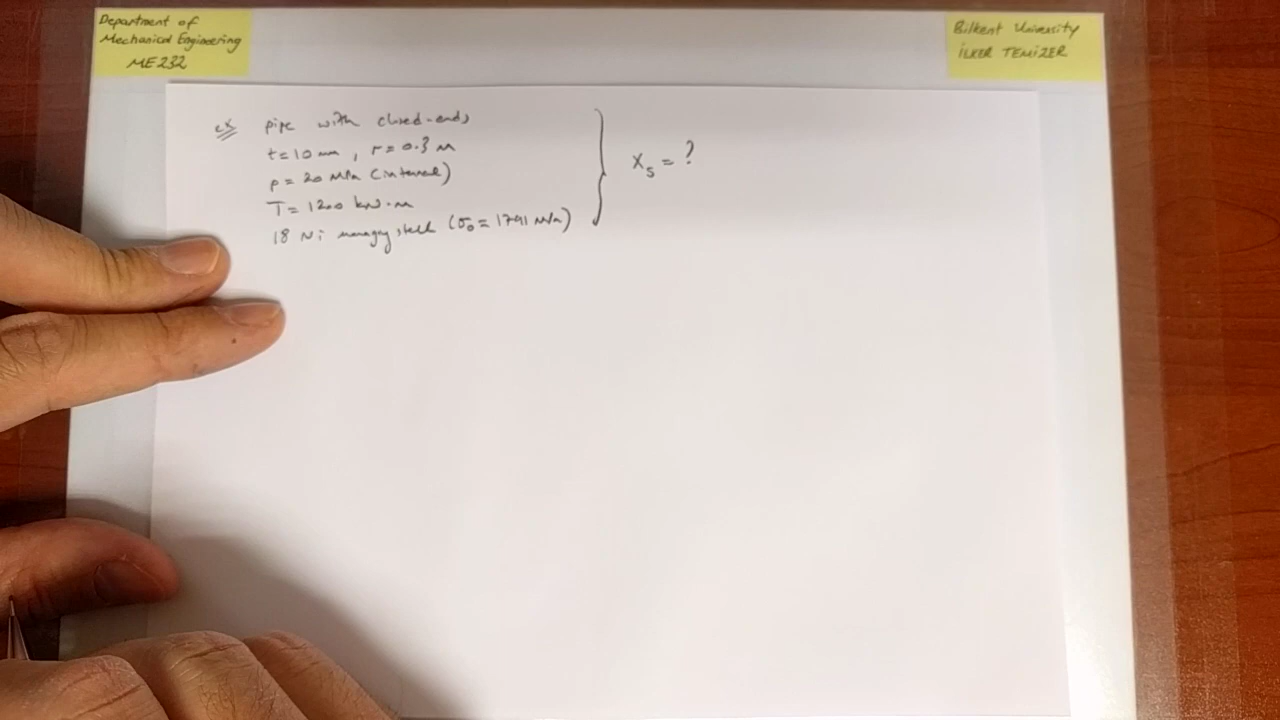 Department of
Mechanical Engineering
ME232
Bilkent University
İLKER TEMİZER
ex pipe with closed-ends
t=10 mm, r=0.3 m
p=20 MPa (internal)
T=1200 kN·m
18 Ni maraging steel (σ₀=1791 MPa)
X_s = ?